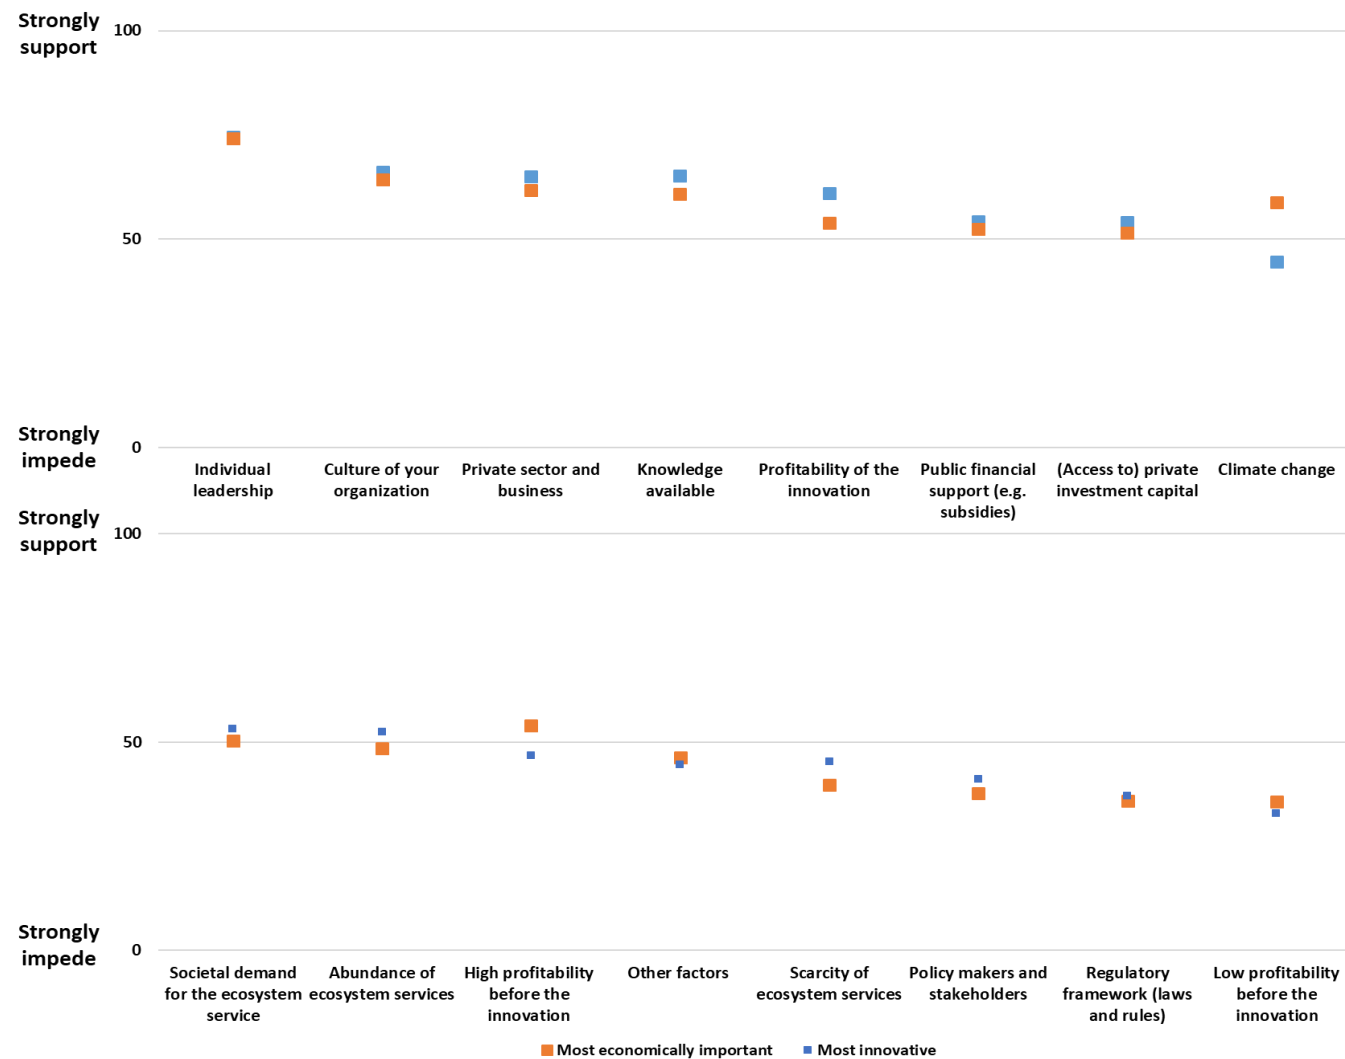 Strongly
support
100
50
Strongly
impede
0
Individual
leadership
Culture of your
organization
Private sector and
business
Knowledge
available
Profitability of the
innovation
Public financial
support (e.g.
subsidies)
(Access to) private
investment capital
Climate change
Strongly
support
100
50
Strongly
impede
0
Societal demand
for the ecosystem
service
Abundance of
ecosystem services
High profitability
before the
innovation
Other factors
Scarcity of
ecosystem services
Policy makers and
stakeholders
Regulatory
framework (laws
and rules)
Low profitability
before the
innovation
Most economically important
Most innovative